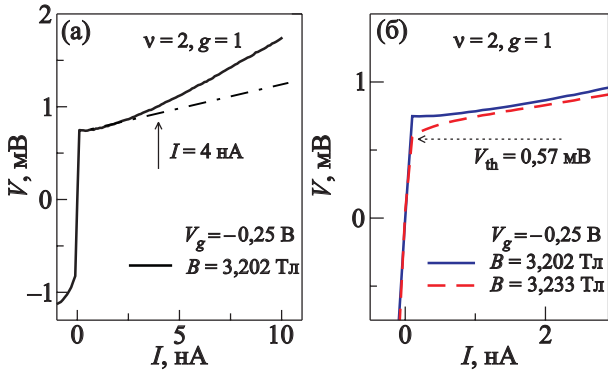 (а)
ν = 2, g = 1
I = 4 нА
V_g = −0,25 В
B = 3,202 Тл
V, мВ
2
1
0
−1
0
5
10
I, нА
(б)
ν = 2, g = 1
V_th = 0,57 мВ
V_g = −0,25 В
B = 3,202 Тл
B = 3,233 Тл
V, мВ
1
0
0
2
I, нА